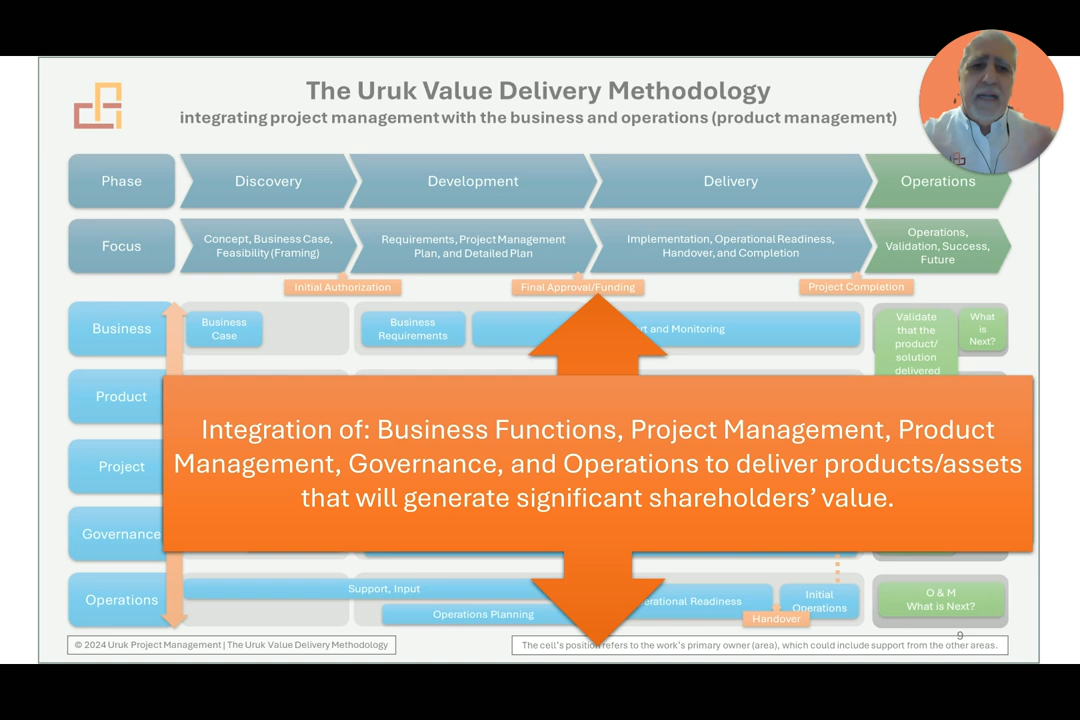 The Uruk Value Delivery Methodology
integrating project management with the business and operations (product management)
Phase
Discovery
Development
Delivery
Operations
Focus
Concept, Business Case,
Feasibility (Framing)
Requirements, Project Management
Plan, and Detailed Plan
Implementation, Operational Readiness,
Handover, and Completion
Operations,
Validation, Success,
Future
Initial Authorization
Final Approval/Funding
Project Completion
Business
Business
Case
Business
Requirements
and Monitoring
Validate
that the
product/
solution
delivered
What
is
Next?
Product
Integration of: Business Functions, Project Management, Product
Management, Governance, and Operations to deliver products/assets
that will generate significant shareholders’ value.
Project
Governance
Operations
Support, Input
Operations Planning
Readiness
Initial
Operations
Handover
O & M
What is Next?
9
© 2024 Uruk Project Management | The Uruk Value Delivery Methodology
The cell’s position refers to the work’s primary owner (area), which could include support from the other areas.